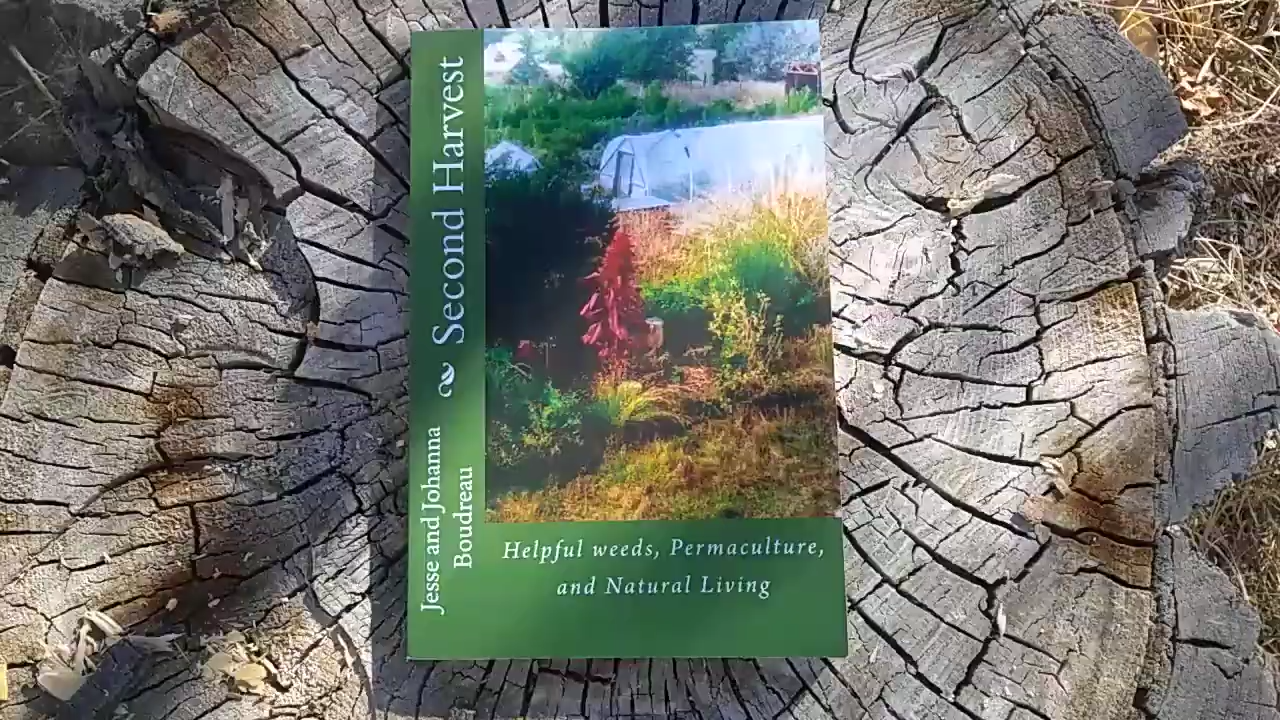 Second Harvest
Jesse and Johanna
Boudreau
Helpful weeds, Permaculture,
and Natural Living